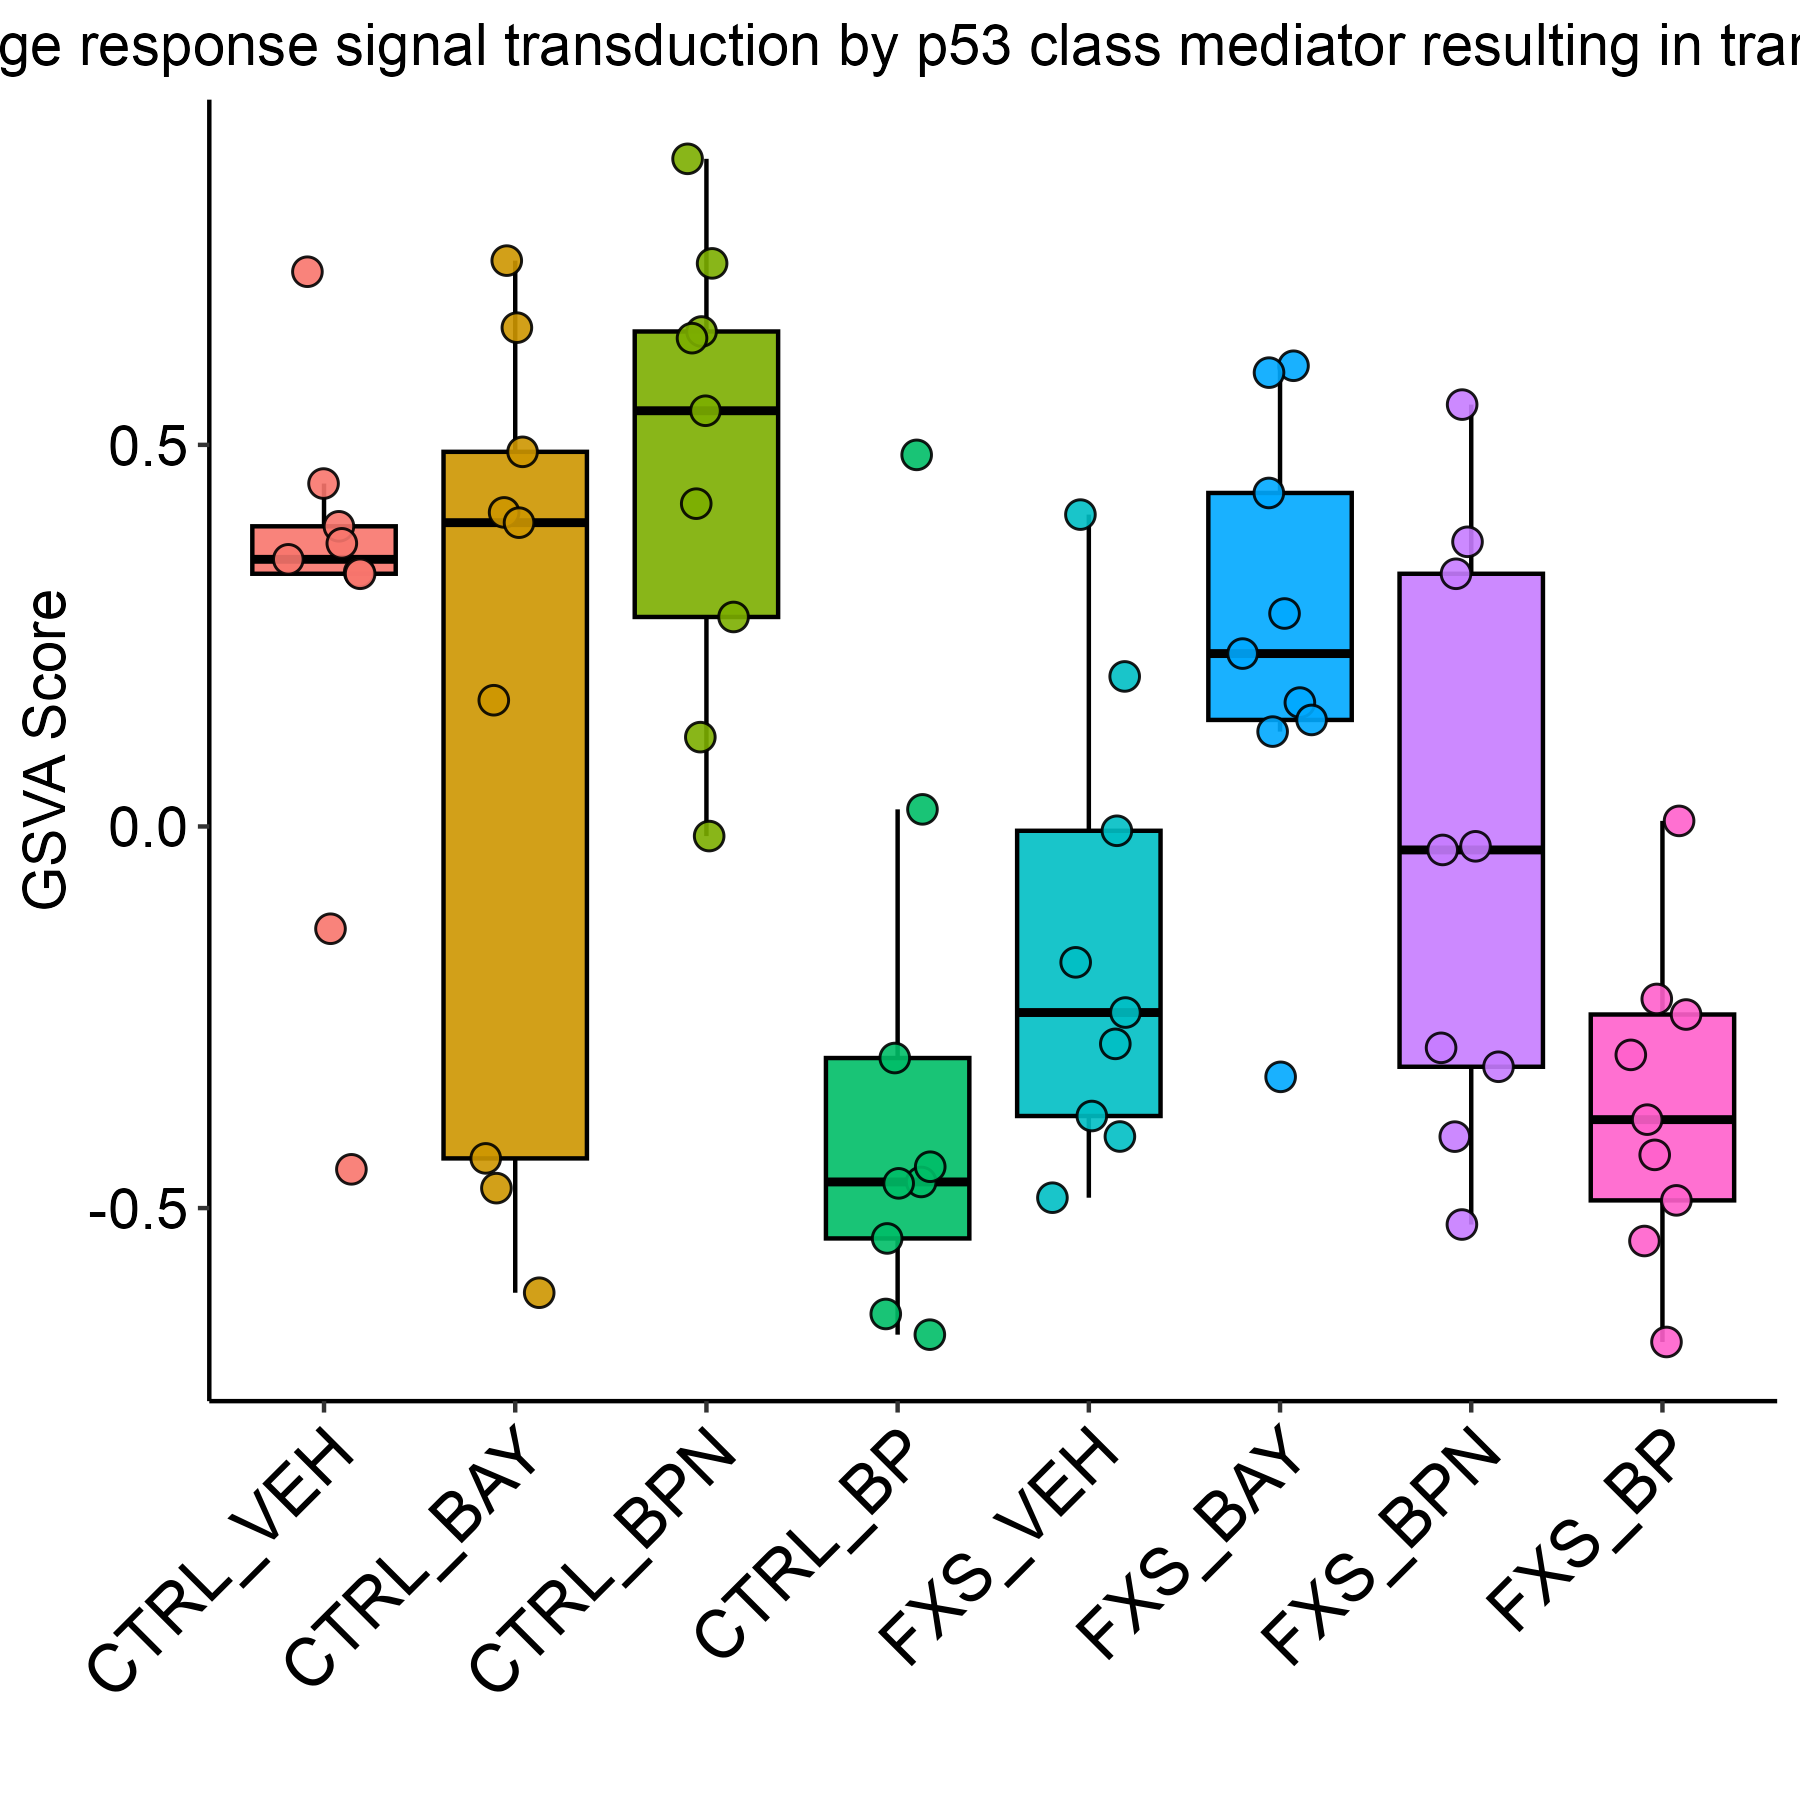 ge response signal transduction by p53 class mediator resulting in tran
GSVA Score
0.5
0.0
-0.5
CTRL_VEH
CTRL_BAY
CTRL_BPN
CTRL_BP
FXS_VEH
FXS_BAY
FXS_BPN
FXS_BP